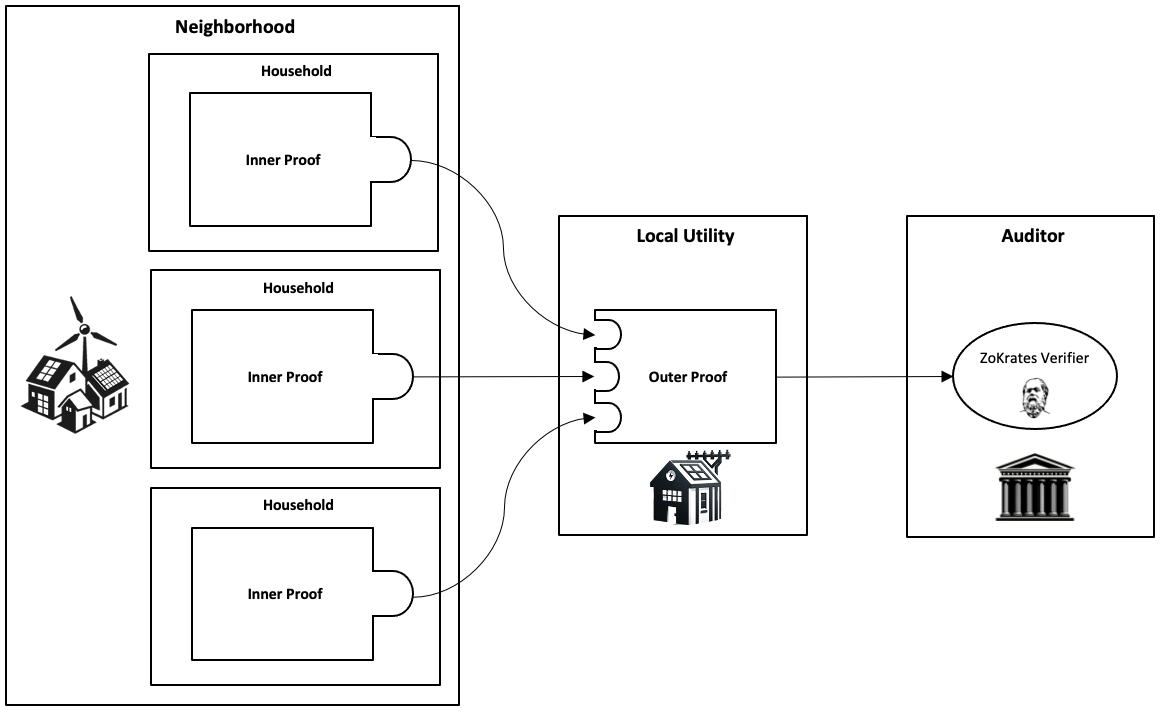 Neighborhood
Household
Inner Proof
Household
Inner Proof
Household
Inner Proof
Local Utility
Outer Proof
Auditor
ZoKrates Verifier